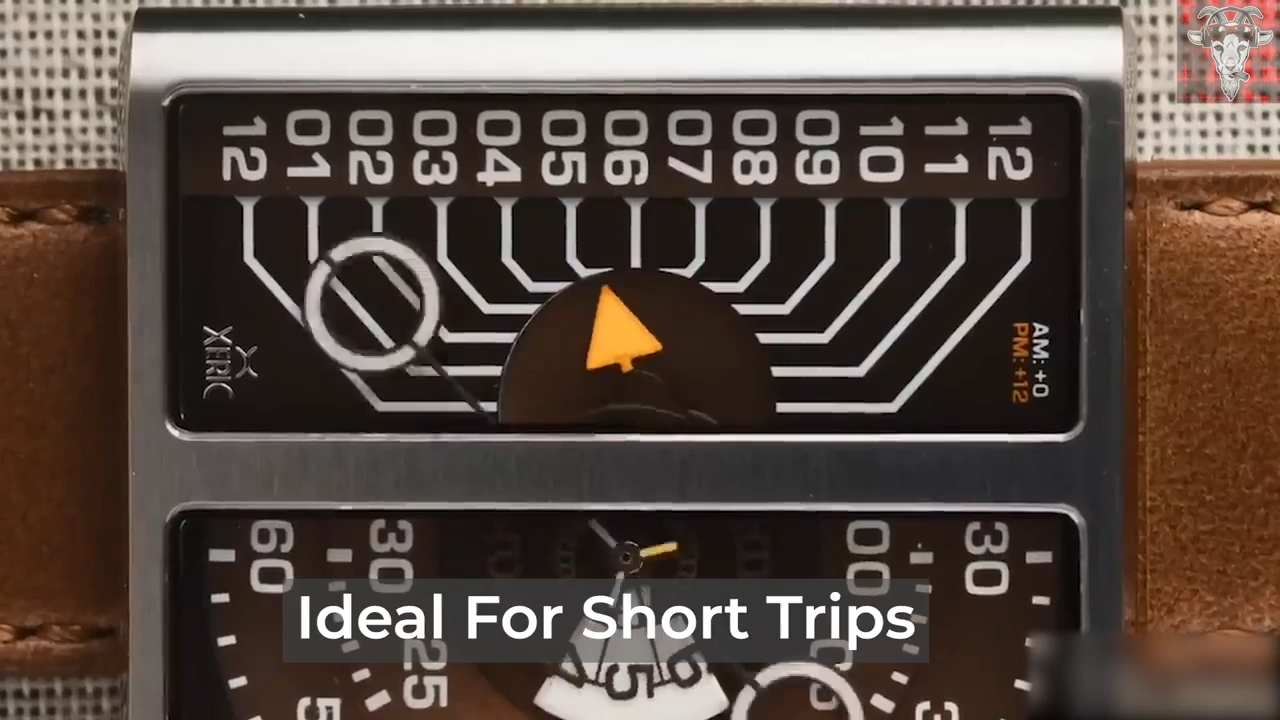 12 01 02 03 04 05 06 07 08 09 10 11 12
XERIC
AM: +0
PM: +12
60 30 00 30
Ideal For Short Trips
25
5